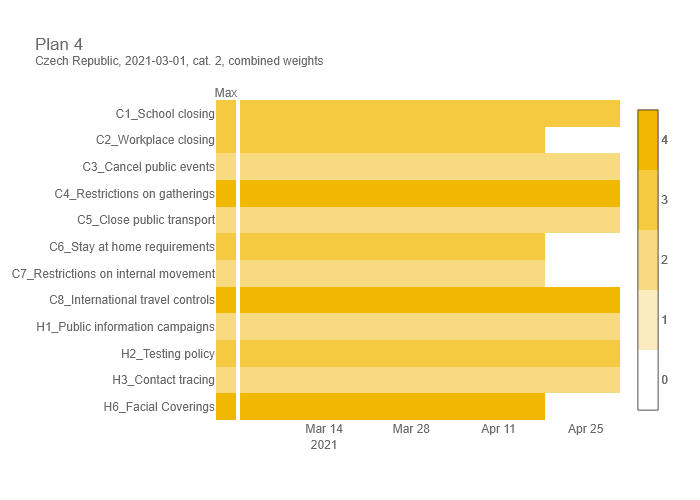 Plan 4
Czech Republic, 2021-03-01, cat. 2, combined weights
Max
C1_School closing
C2_Workplace closing
C3_Cancel public events
C4_Restrictions on gatherings
C5_Close public transport
C6_Stay at home requirements
C7_Restrictions on internal movement
C8_International travel controls
H1_Public information campaigns
H2_Testing policy
H3_Contact tracing
H6_Facial Coverings
Mar 14 Mar 28 Apr 11 Apr 25
2021
4
3
2
1
0